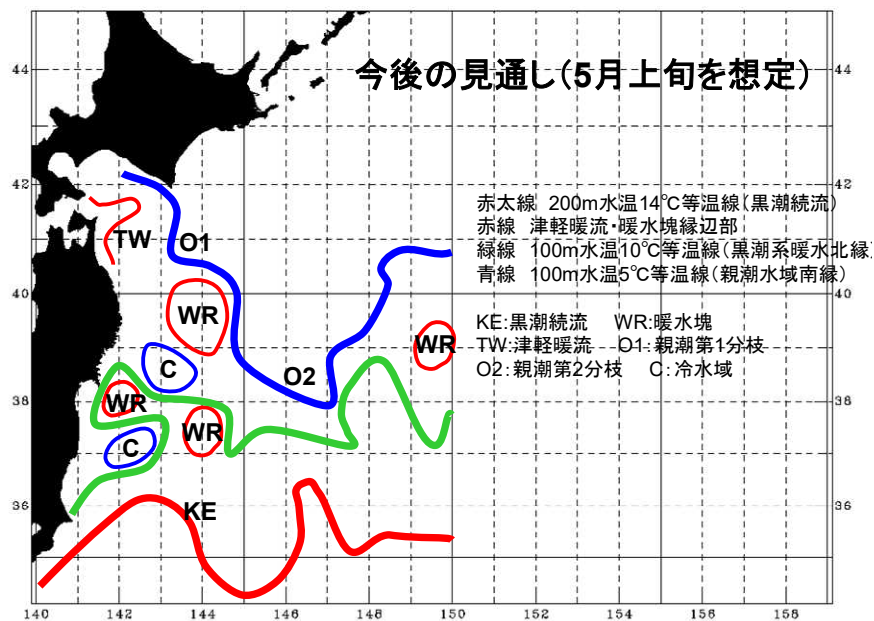 今後の見通し(5月上旬を想定)
44
42
40
38
36
赤太線 200m水温14℃等温線(黒潮続流)
赤線 津軽暖流・暖水塊縁辺部
緑線 100m水温10℃等温線(黒潮系暖水北縁)
青線 100m水温5℃等温線(親潮水域南縁)
KE:黒潮続流 WR:暖水塊
TW:津軽暖流 O1:親潮第1分枝
O2:親潮第2分枝 C:冷水域
TW
O1
WR
WR
C
O2
WR
WR
C
KE
140 142 144 146 148 150 152 154 156 158